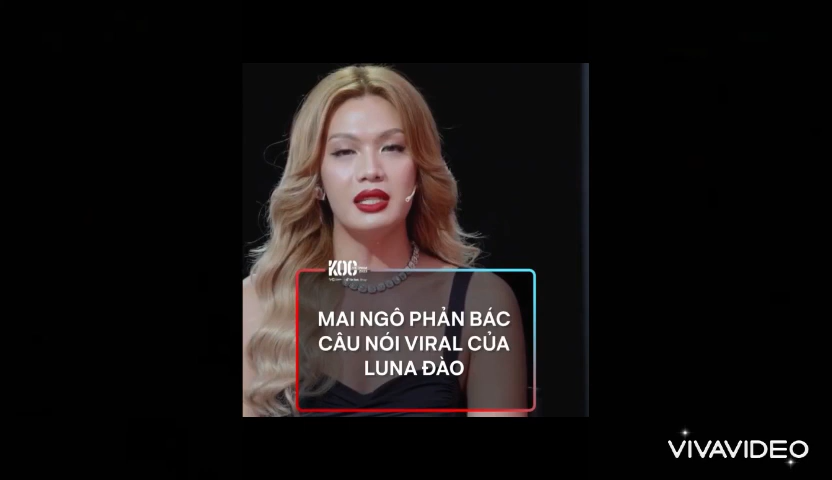 KOC
MAI NGÔ PHẢN BÁC
CÂU NÓI VIRAL CỦA
LUNA ĐÀO
VIVAVIDEO